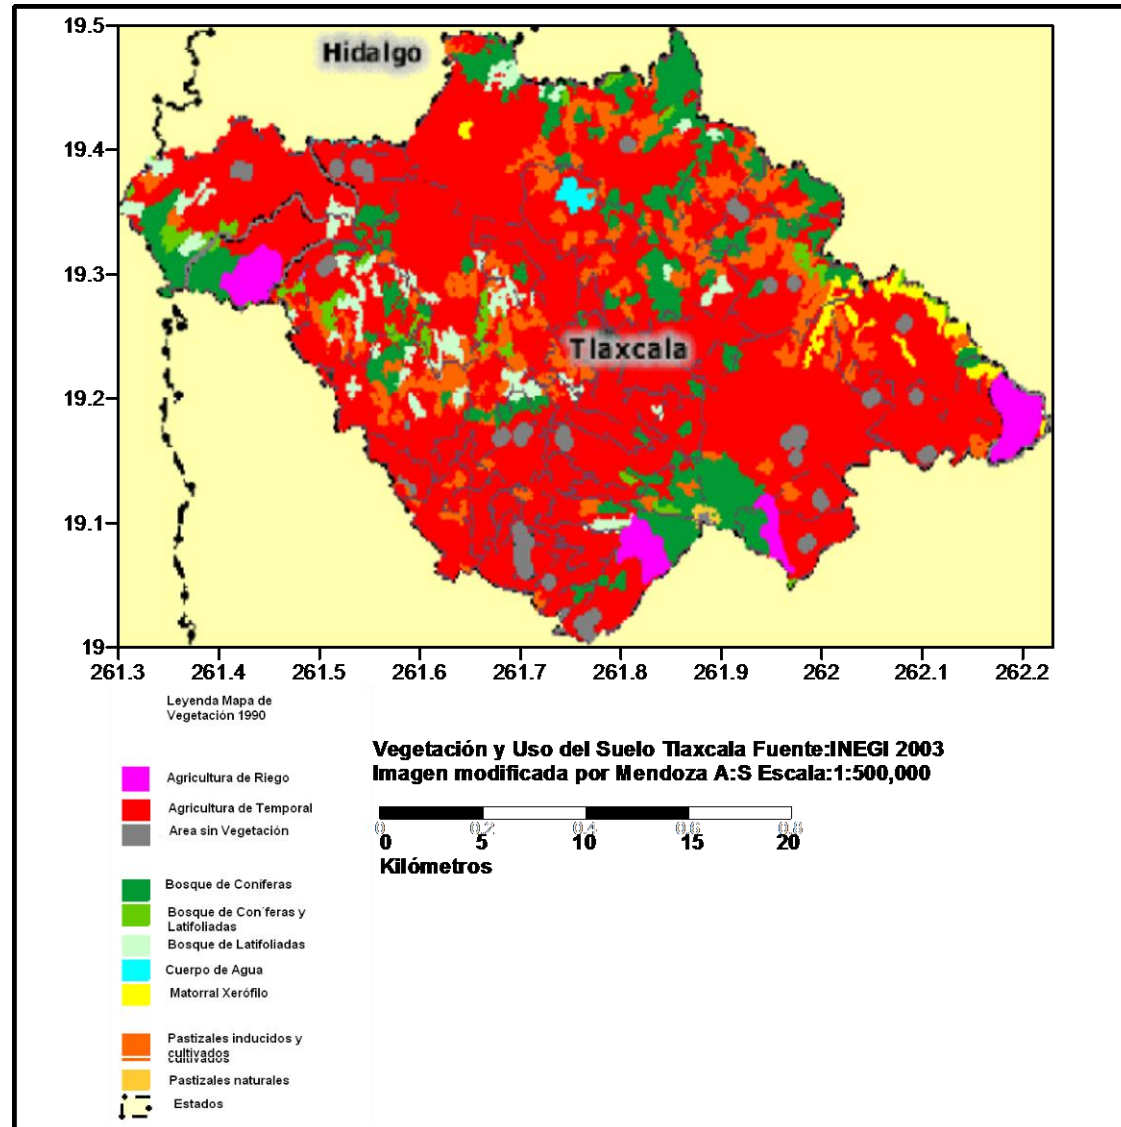 19.5
Hidalgo
19.4
19.3
Tlaxcala
19.2
19.1
19
261.3 261.4 261.5 261.6 261.7 261.8 261.9 262 262.1 262.2
Leyenda Mapa de
Vegetación 1990
Vegetación y Uso del Suelo Tlaxcala Fuente:INEGI 2003
Imagen modificada por Mendoza A:S Escala:1:500,000
Agricultura de Riego
Agricultura de Temporal
Area sin Vegetación
0 0.2 0.4 0.6 0.8
0 5 10 15 20
Kilómetros
Bosque de Coníferas
Bosque de Con´feras y
Latifoliadas
Bosque de Latifoliadas
Cuerpo de Agua
Matorral Xerófilo
Pastizales inducidos y
cultivados
cultivados
Pastizales naturales
Estados